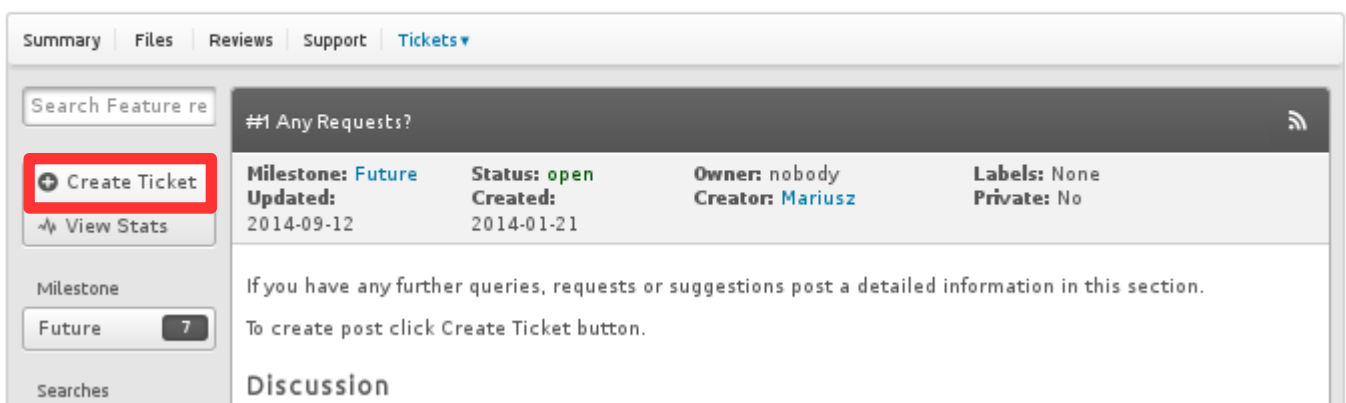 Summary Files Reviews Support Tickets▾
Search Feature re
Create Ticket
View Stats
Milestone
Future 7
Searches
#1 Any Requests?
Milestone: Future Status: open Owner: nobody Labels: None
Updated: Created: Creator: Mariusz Private: No
2014-09-12 2014-01-21
If you have any further queries, requests or suggestions post a detailed information in this section.
To create post click Create Ticket button.
Discussion